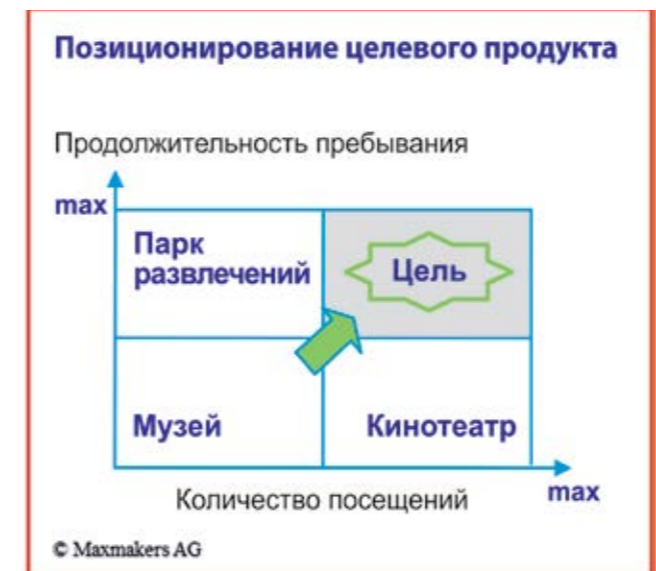 Позиционирование целевого продукта
Продолжительность пребывания
max
Парк
развлечений
Цель
Музей
Кинотеатр
Количество посещений
max
© Maxmakers AG